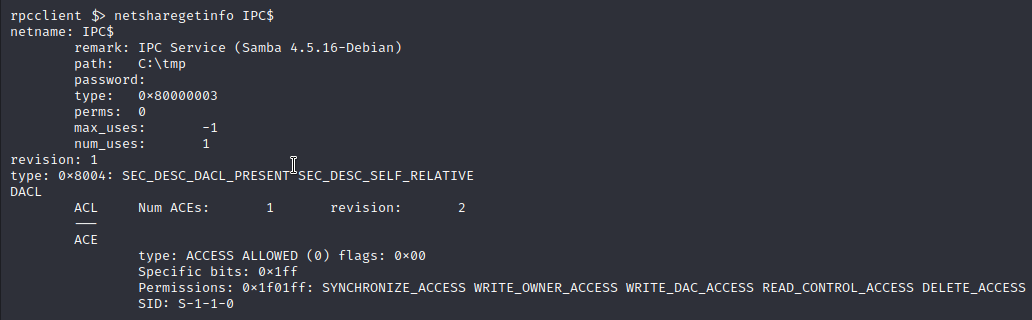 rpcclient $> netsharegetinfo IPC$
netname: IPC$
remark: IPC Service (Samba 4.5.16-Debian)
path: C:\tmp
password:
type: 0×80000003
perms: 0
max_uses: -1
num_uses: 1
revision: 1
type: 0×8004: SEC_DESC_DACL_PRESENT SEC_DESC_SELF_RELATIVE
DACL
ACL Num ACEs: 1 revision: 2
———
ACE
type: ACCESS ALLOWED (0) flags: 0×00
Specific bits: 0×1ff
Permissions: 0×1f01ff: SYNCHRONIZE_ACCESS WRITE_OWNER_ACCESS WRITE_DAC_ACCESS READ_CONTROL_ACCESS DELETE_ACCESS
SID: S-1-1-0